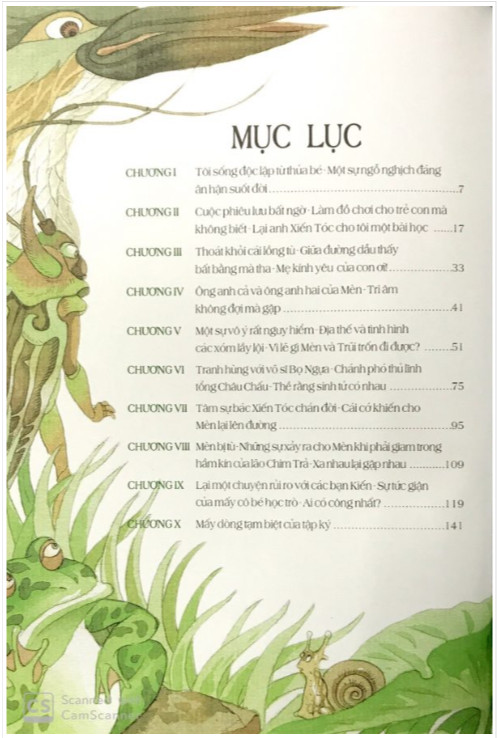 MỤC LỤC
CHƯƠNG I Tôi sống độc lập từ thủa bé · Một sự ngỗ nghịch đáng
ân hận suốt đời ........ 7
CHƯƠNG II Cuộc phiêu lưu bất ngờ · Làm đồ chơi cho trẻ con mà
không biết · Lại anh Xiến Tóc cho tôi một bài học ...... 17
CHƯƠNG III Thoát khỏi cái lồng tù · Giữa đường dẫu thấy
bất bằng mà tha · Mẹ kính yêu của con ơi! ........ 33
CHƯƠNG IV Ông anh cả và ông anh hai của Mèn · Tri âm
không đợi mà gặp ........ 41
CHƯƠNG V Một sự vô ý rất nguy hiểm · Địa thế và tình hình
các xóm lầy lội · Vì lẽ gì Mèn và Trũi trốn đi được? ........ 51
CHƯƠNG VI Tranh hùng với võ sĩ Bọ Ngựa · Chánh phó thủ lĩnh
tổng Châu Chấu · Thề rằng sinh tử có nhau ........ 75
CHƯƠNG VII Tâm sự bác Xiến Tóc chán đời · Cái cớ khiến cho
Mèn lại lên đường ........ 95
CHƯƠNG VIII Mèn bị tù · Những sự xảy ra cho Mèn khi phải giam trong
hầm kín của lão Chim Trả · Xa nhau lại gặp nhau ........ 109
CHƯƠNG IX Lại một chuyện rủi ro với các bạn Kiến · Sự tức giận
của mấy cô bé học trò · Ai có công nhất? ........ 119
CHƯƠNG X Mấy dòng tạm biệt của tập ký ........ 141
CS
Scanned
CamScanner